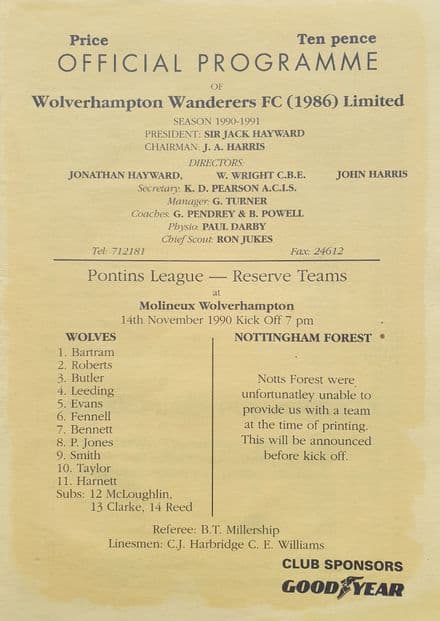 Price Ten pence
OFFICIAL PROGRAMME
OF
Wolverhampton Wanderers FC (1986) Limited
SEASON 1990-1991
PRESIDENT: SIR JACK HAYWARD
CHAIRMAN: J. A. HARRIS
DIRECTORS:
JONATHAN HAYWARD, W. WRIGHT C.B.E. JOHN HARRIS
Secretary: K. D. PEARSON A.C.I.S.
Manager: G. TURNER
Coaches: G. PENDREY & B. POWELL
Physio: PAUL DARBY
Chief Scout: RON JUKES
Tel: 712181 Fax: 24612
Pontins League — Reserve Teams
at
Molineux Wolverhampton
14th November 1990 Kick Off 7 pm
WOLVES
1. Bartram
2. Roberts
3. Butler
4. Leeding
5. Evans
6. Fennell
7. Bennett
8. P. Jones
9. Smith
10. Taylor
11. Harnett
Subs: 12 McLoughlin,
13 Clarke, 14 Reed
NOTTINGHAM FOREST
Notts Forest were
unfortunatley unable to
provide us with a team
at the time of printing.
This will be announced
before kick off.
Referee: B.T. Millership
Linesmen: C.J. Harbridge C. E. Williams
CLUB SPONSORS
GOODYEAR